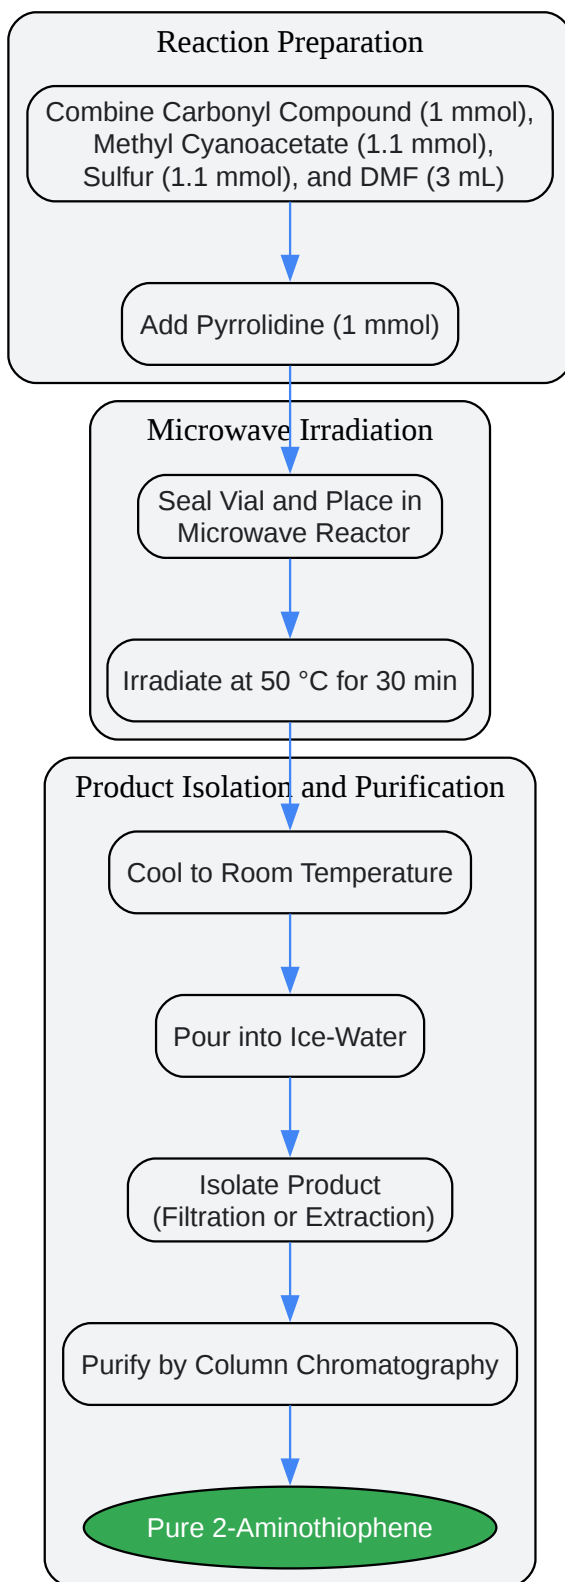 Reaction Preparation
Combine Carbonyl Compound (1 mmol),
Methyl Cyanoacetate (1.1 mmol),
Sulfur (1.1 mmol), and DMF (3 mL)
Add Pyrrolidine (1 mmol)
Microwave Irradiation
Seal Vial and Place in
Microwave Reactor
Irradiate at 50 °C for 30 min
Product Isolation and Purification
Cool to Room Temperature
Pour into Ice-Water
Isolate Product
(Filtration or Extraction)
Purify by Column Chromatography
Pure 2-Aminothiophene